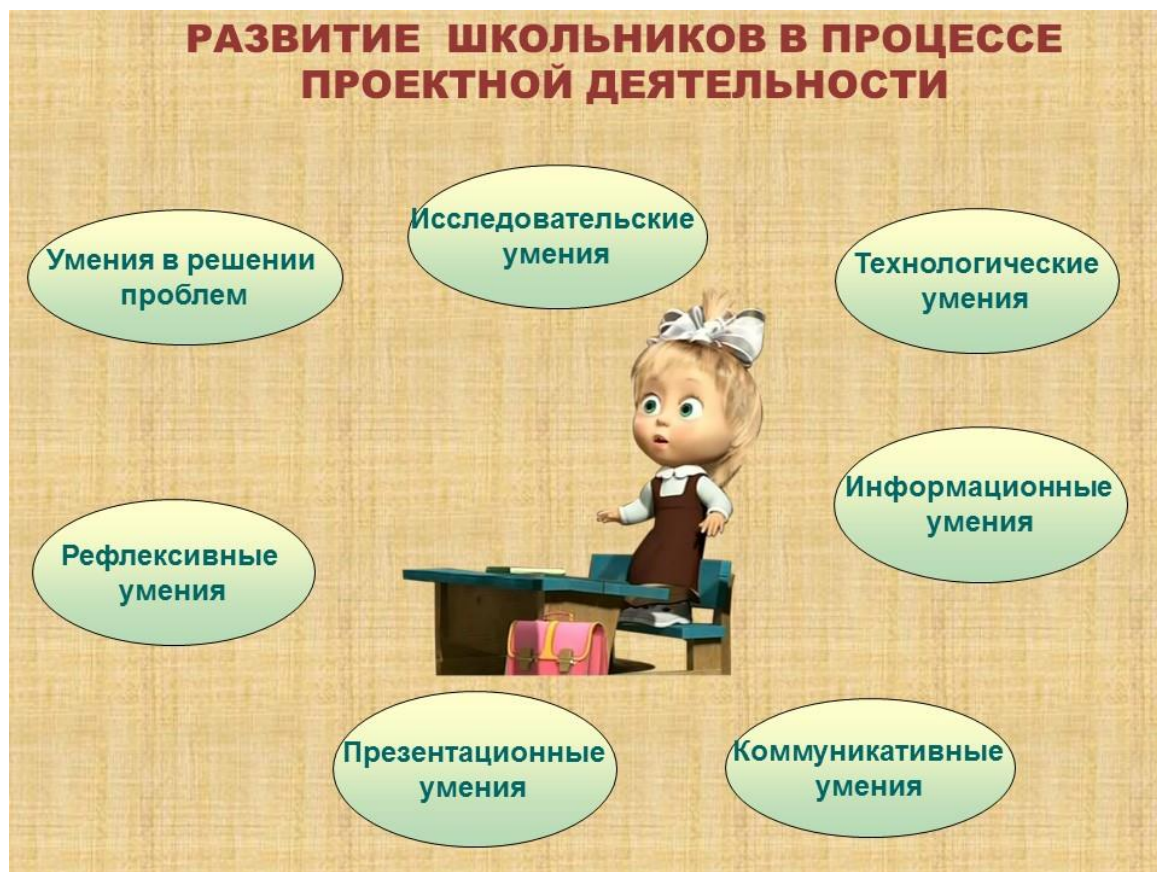 РАЗВИТИЕ ШКОЛЬНИКОВ В ПРОЦЕССЕ
ПРОЕКТНОЙ ДЕЯТЕЛЬНОСТИ
Исследовательские
умения
Умения в решении
проблем
Технологические
умения
Информационные
умения
Рефлексивные
умения
Презентационные
умения
Коммуникативные
умения